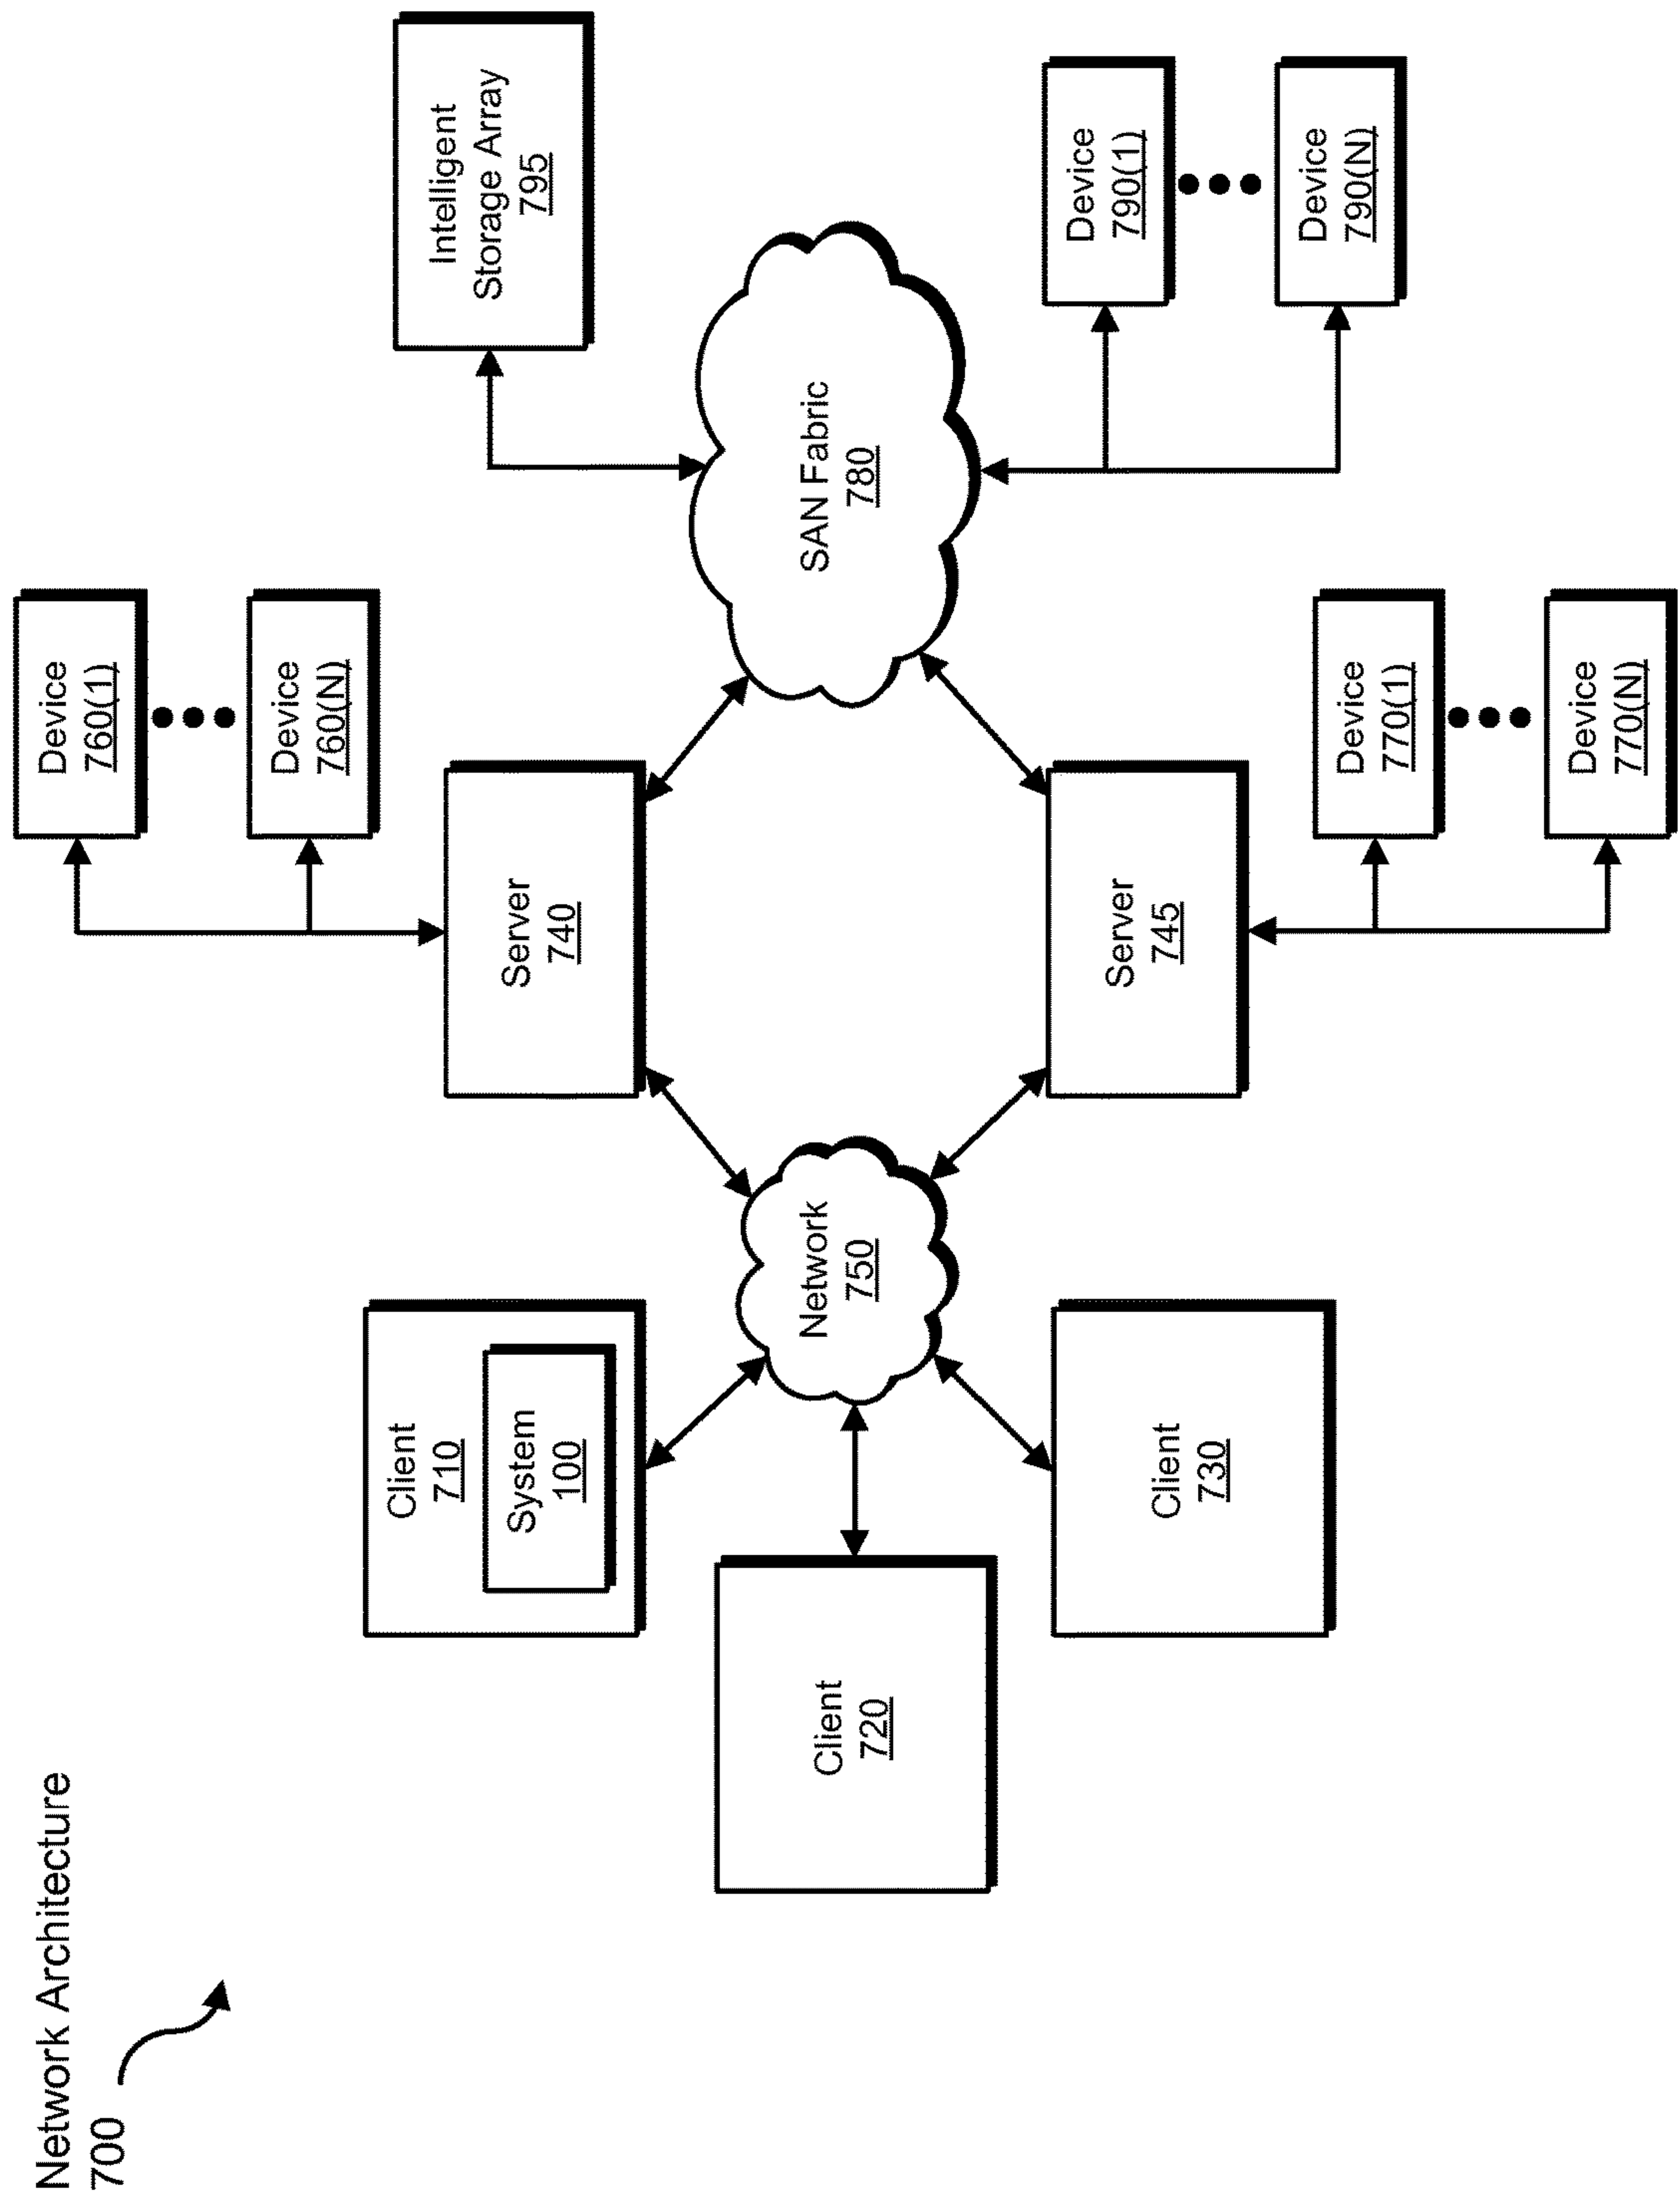 Network Architecture
700
Client
710
System
100
Client
720
Client
730
Network
750
Server
740
Server
745
Device
760(1)
Device
760(N)
Device
770(1)
Device
770(N)
SAN Fabric
780
Intelligent
Storage Array
795
Device
790(1)
Device
790(N)